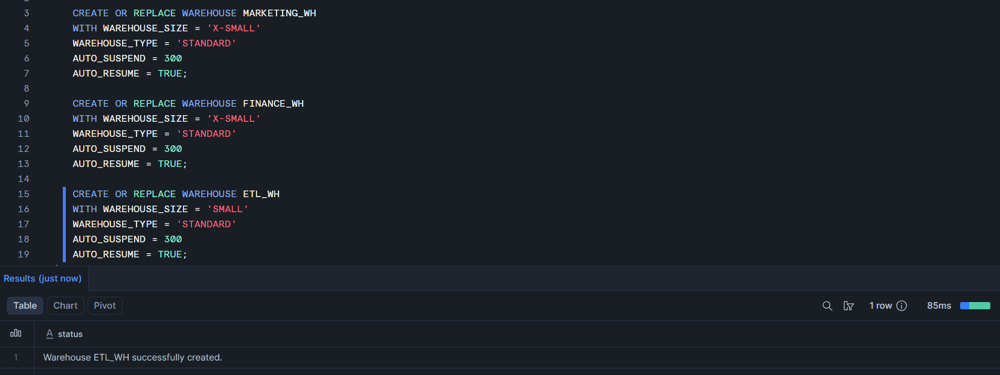 3 CREATE OR REPLACE WAREHOUSE MARKETING_WH
4 WITH WAREHOUSE_SIZE = 'X-SMALL'
5 WAREHOUSE_TYPE = 'STANDARD'
6 AUTO_SUSPEND = 300
7 AUTO_RESUME = TRUE;
8
9 CREATE OR REPLACE WAREHOUSE FINANCE_WH
10 WITH WAREHOUSE_SIZE = 'X-SMALL'
11 WAREHOUSE_TYPE = 'STANDARD'
12 AUTO_SUSPEND = 300
13 AUTO_RESUME = TRUE;
14
15 CREATE OR REPLACE WAREHOUSE ETL_WH
16 WITH WAREHOUSE_SIZE = 'SMALL'
17 WAREHOUSE_TYPE = 'STANDARD'
18 AUTO_SUSPEND = 300
19 AUTO_RESUME = TRUE;
Results (just now)
Table Chart Pivot 1 row 85ms
A status
1 Warehouse ETL_WH successfully created.